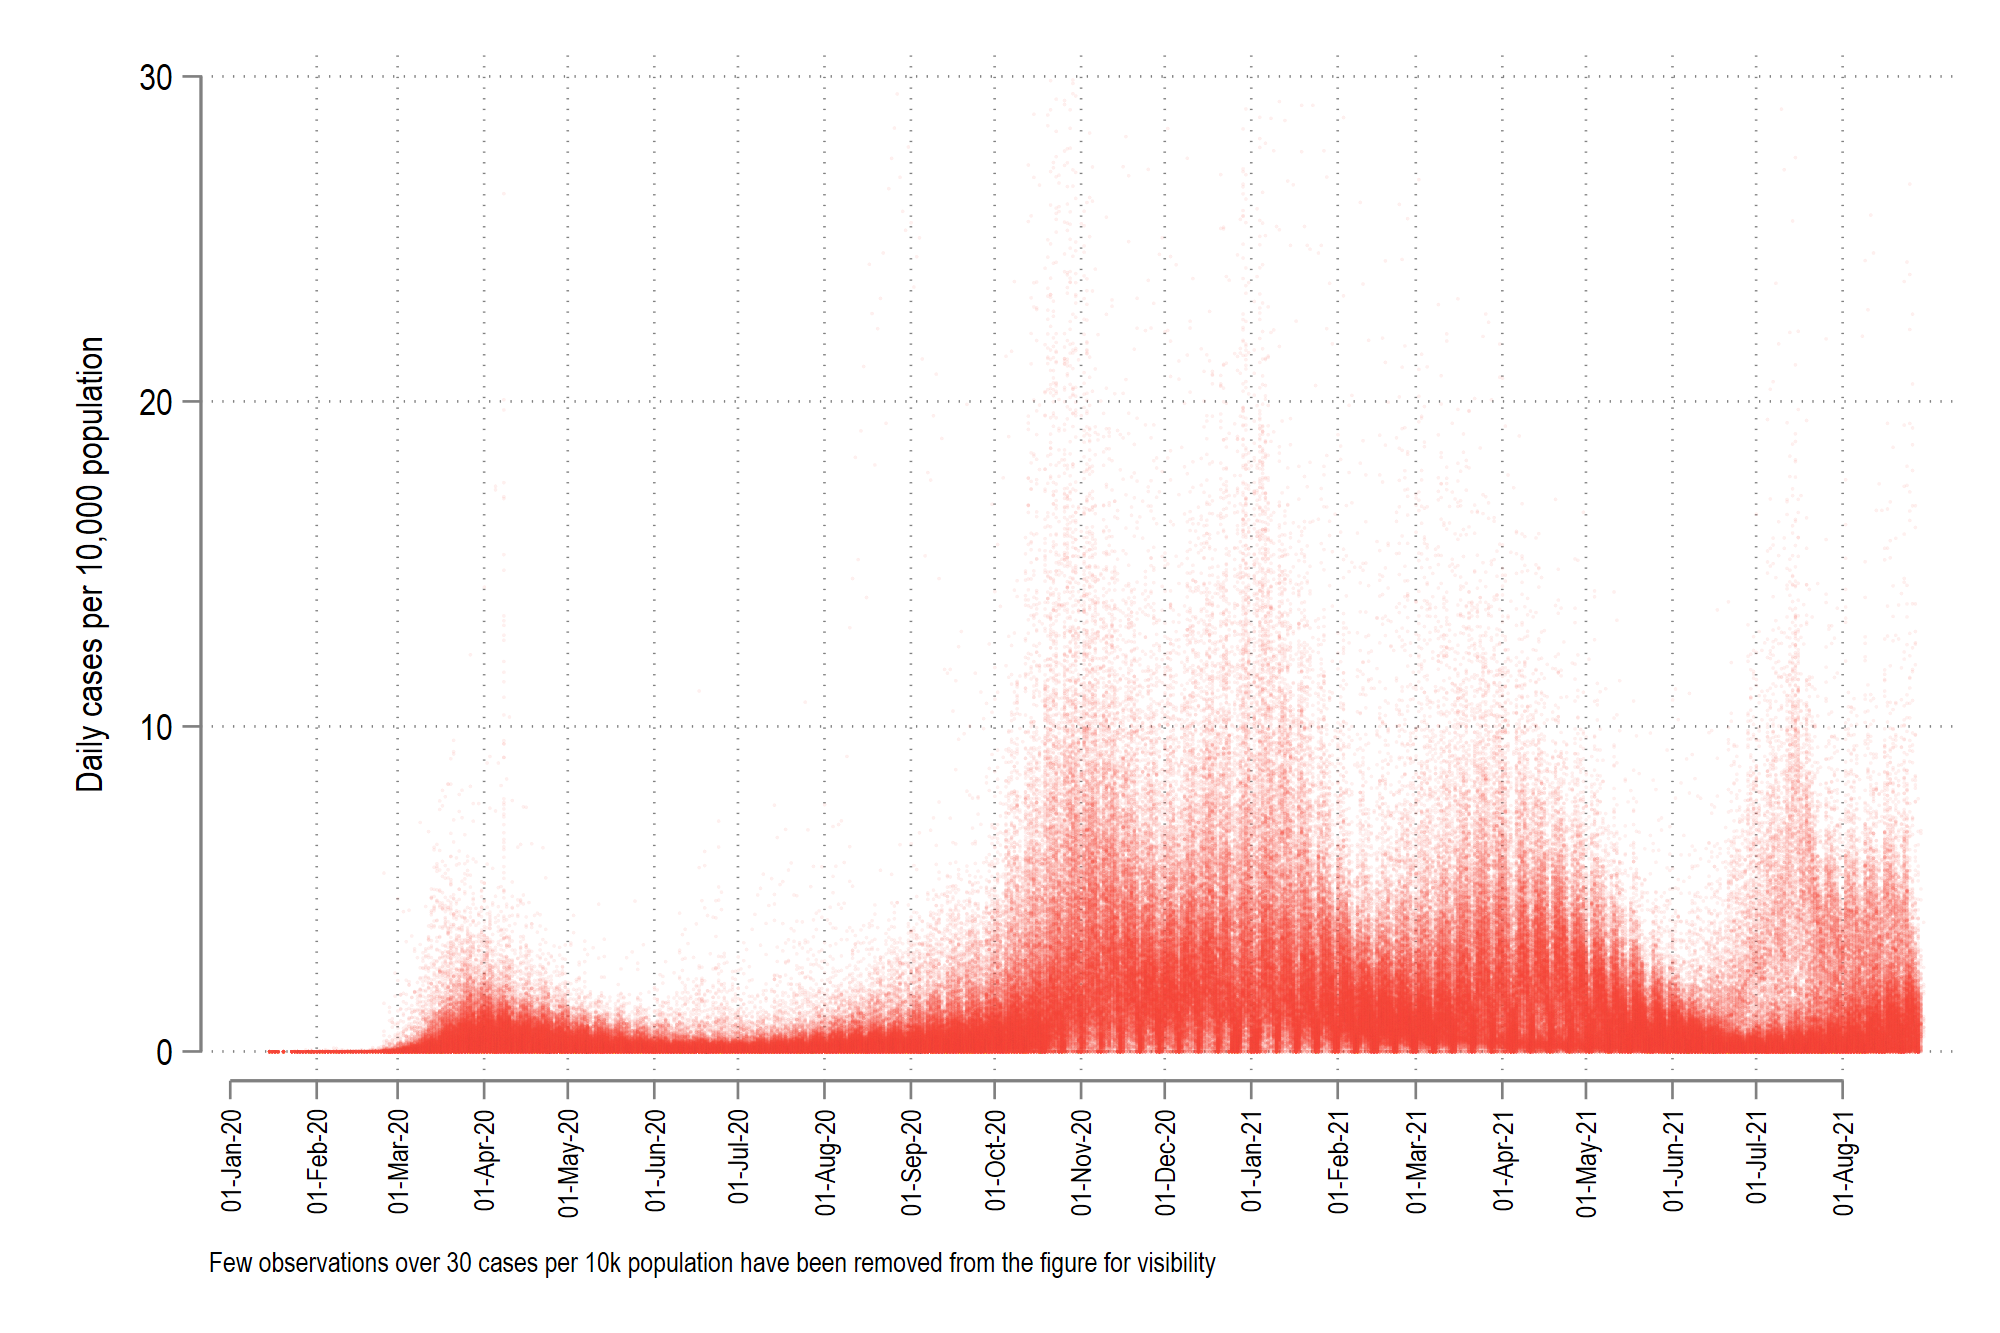 30
20
10
0
Daily cases per 10,000 population
01-Jan-20
01-Feb-20
01-Mar-20
01-Apr-20
01-May-20
01-Jun-20
01-Jul-20
01-Aug-20
01-Sep-20
01-Oct-20
01-Nov-20
01-Dec-20
01-Jan-21
01-Feb-21
01-Mar-21
01-Apr-21
01-May-21
01-Jun-21
01-Jul-21
01-Aug-21
Few observations over 30 cases per 10k population have been removed from the figure for visibility